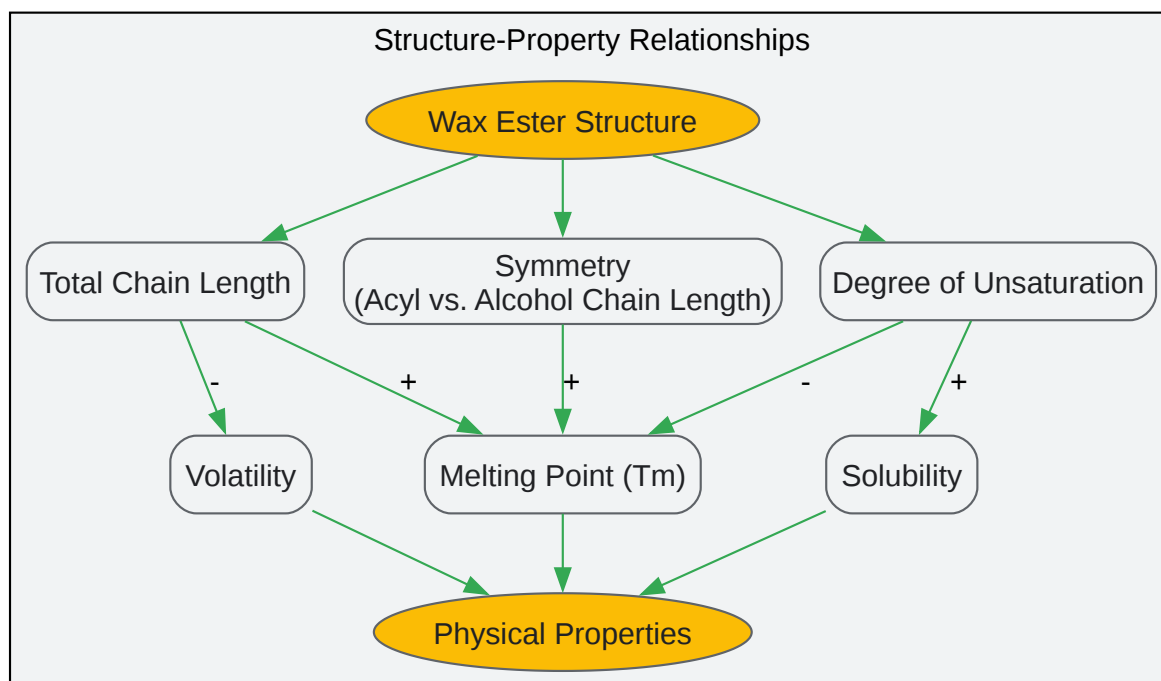 Structure-Property Relationships
Wax Ester Structure
Total Chain Length
Symmetry
(Acyl vs. Alcohol Chain Length)
Degree of Unsaturation
-
+
+
-
+
Volatility
Melting Point (Tm)
Solubility
Physical Properties